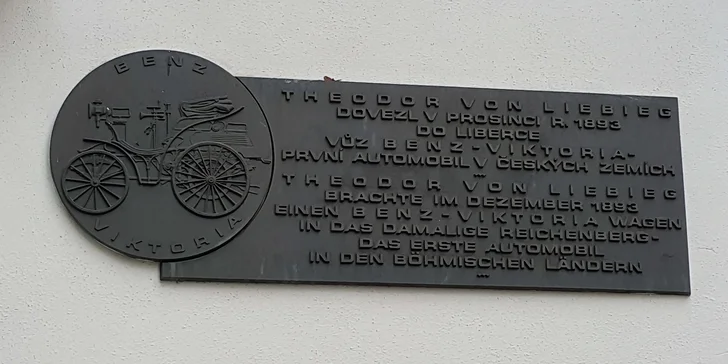 BENZ
VIKTORIA
THEODOR VON LIEBIEG
DOVEZL V PROSINCI R. 1893
DO LIBERCE
VŮZ BENZ-VIKTORIA-
PRVNÍ AUTOMOBIL V ČESKÝCH ZEMÍCH
...
THEODOR VON LIEBIEG
BRACHTE IM DEZEMBER 1893
EINEN BENZ-VIKTORIA WAGEN
IN DAS DAMALIGE REICHENBERG-
DAS ERSTE AUTOMOBIL
IN DEN BÖHMISCHEN LÄNDERN
...